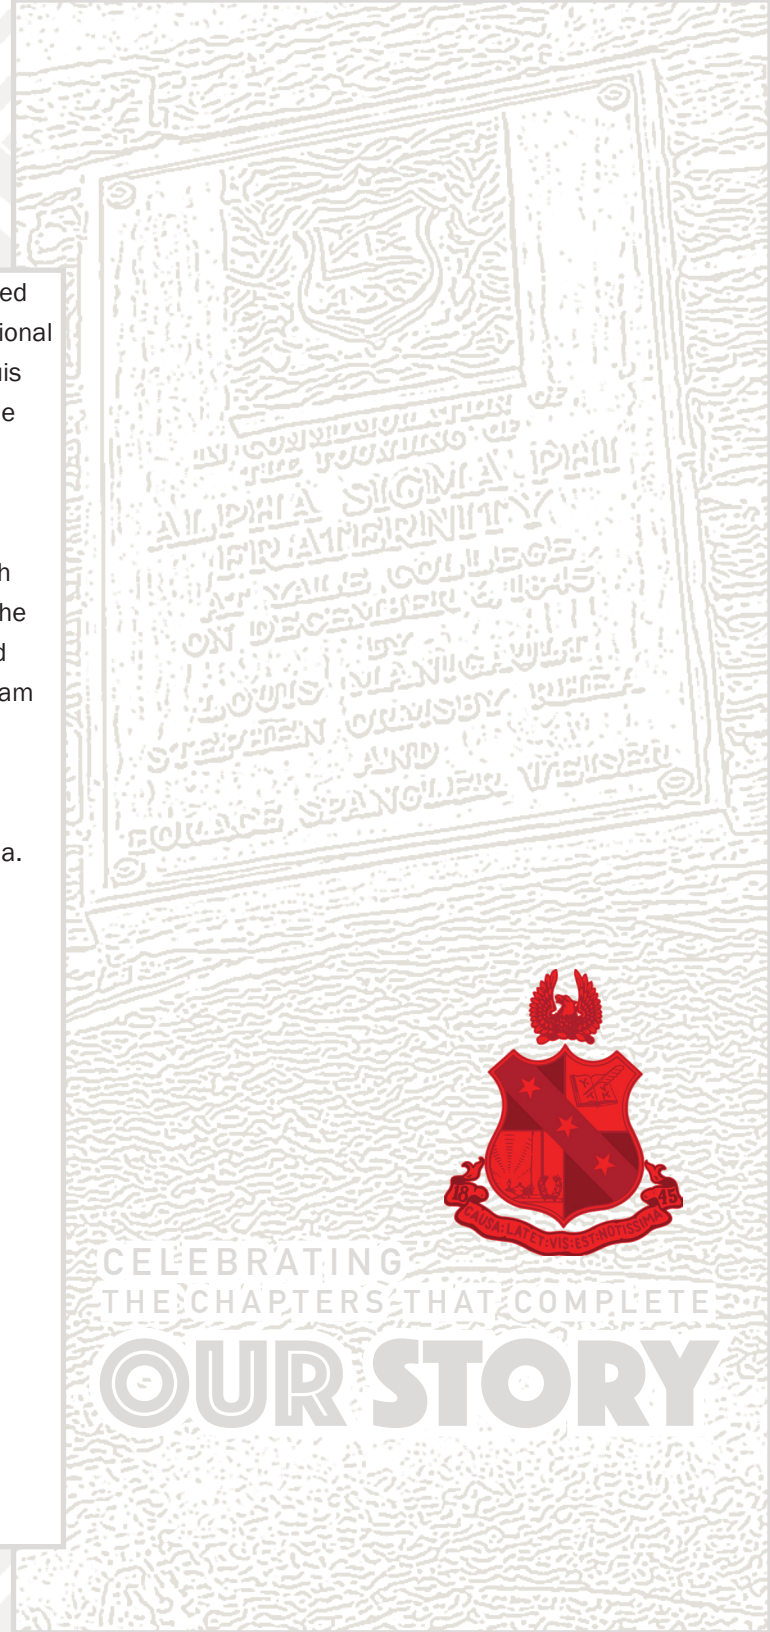 ed
ional
uis
e
h
he
d
am
a.
IN COMMEMORATION OF
THE FOUNDING OF
ALPHA SIGMA PHI
FRATERNITY
AT YALE COLLEGE
ON DECEMBER 6, 1845
BY
LOUIS MANIGAULT
STEPHEN ORMSBY RHEA
AND
HORACE SPANGLER WEISER
18 45
CAUSA:LATET:VIS:EST:NOTISSIMA
CELEBRATING
THE CHAPTERS THAT COMPLETE
OUR STORY